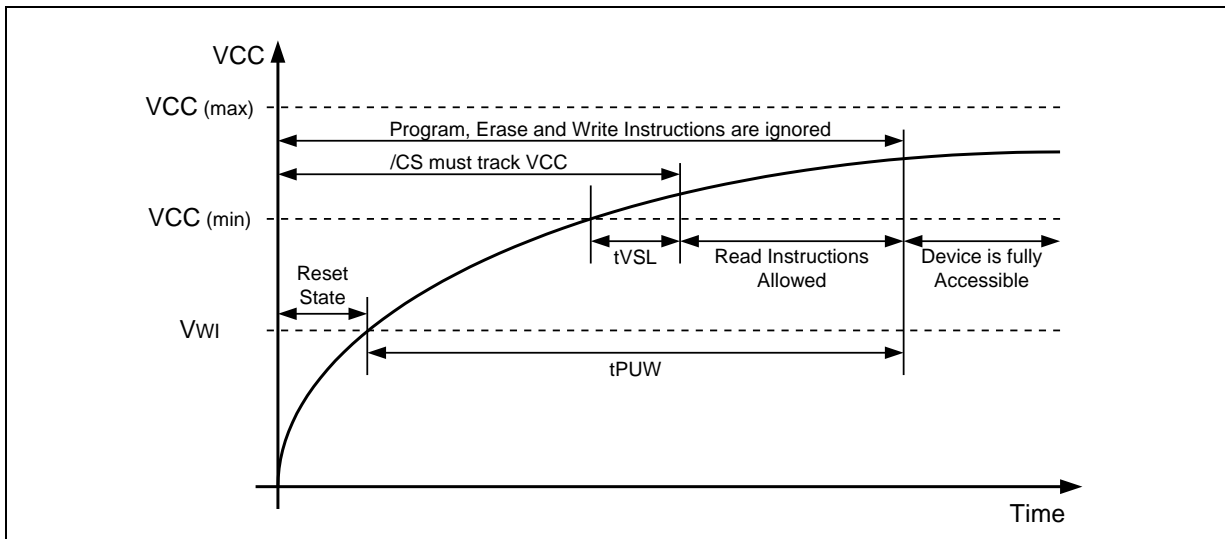 VCC
VCC (max)
Program, Erase and Write Instructions are ignored
/CS must track VCC
VCC (min)
tVSL
Read Instructions
Allowed
Device is fully
Accessible
Reset
State
VWI
tPUW
Time